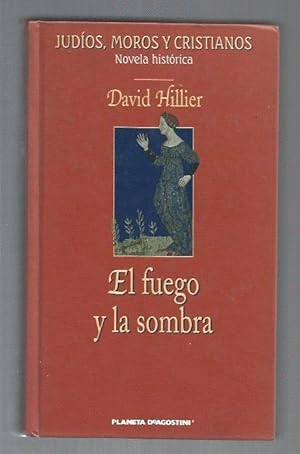 JUDÍOS, MOROS Y CRISTIANOS
Novela histórica
David Hillier
El fuego
y la sombra
PLANETA DEAGOSTINI